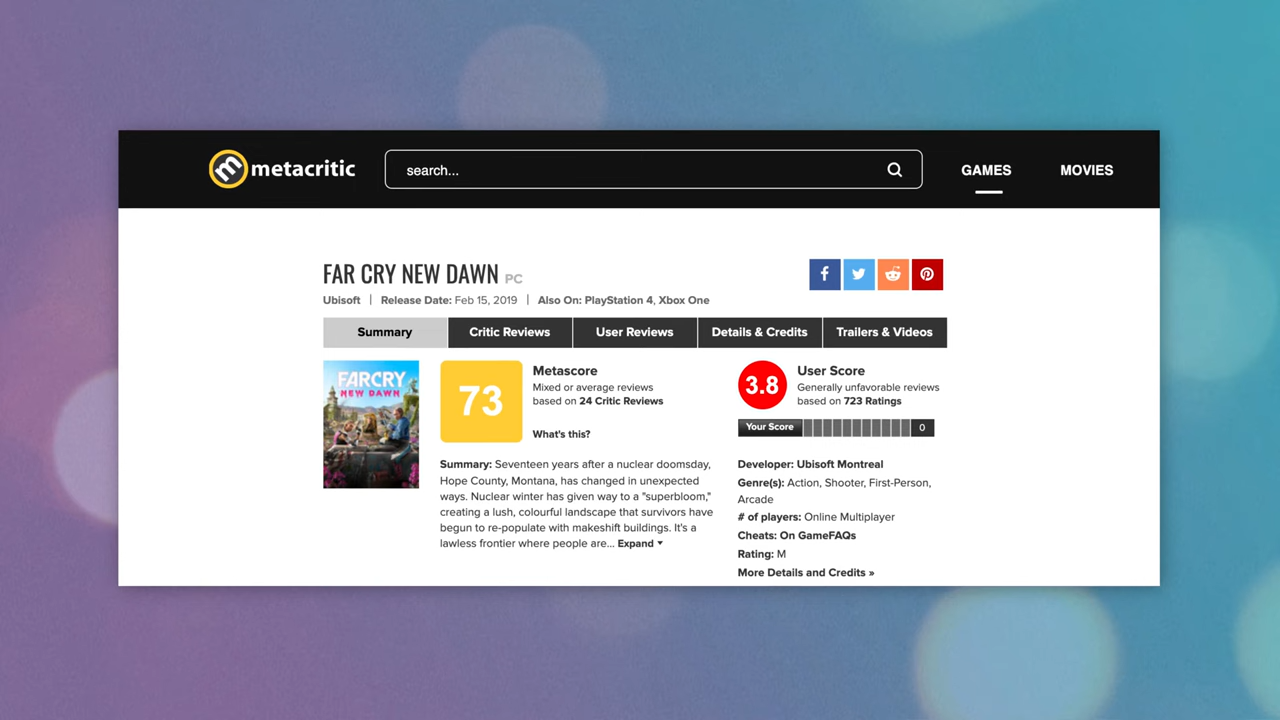 metacritic
search...
GAMES
MOVIES
FAR CRY NEW DAWN PC
Ubisoft | Release Date: Feb 15, 2019 | Also On: PlayStation 4, Xbox One
Summary
Critic Reviews
User Reviews
Details & Credits
Trailers & Videos
FARCRY
NEW DAWN
73
Metascore
Mixed or average reviews
based on 24 Critic Reviews
What's this?
Summary: Seventeen years after a nuclear doomsday,
Hope County, Montana, has changed in unexpected
ways. Nuclear winter has given way to a "superbloom,"
creating a lush, colourful landscape that survivors have
begun to re-populate with makeshift buildings. It's a
lawless frontier where people are... Expand
3.8
User Score
Generally unfavorable reviews
based on 723 Ratings
Your Score
0
Developer: Ubisoft Montreal
Genre(s): Action, Shooter, First-Person,
Arcade
# of players: Online Multiplayer
Cheats: On GameFAQs
Rating: M
More Details and Credits »